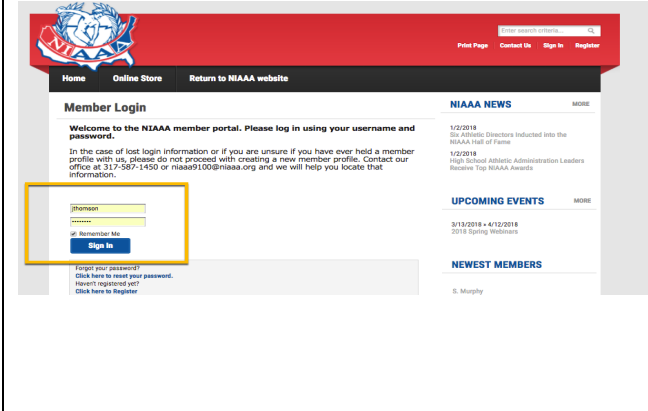 NIAAA
Enter search criteria...
Print Page Contact Us Sign In Register
Home Online Store Return to NIAAA website
Member Login
Welcome to the NIAAA member portal. Please log in using your username and
password.
In the case of lost login information or if you are unsure if you have ever held a member
profile with us, please do not proceed with creating a new member profile. Contact our
office at 317-587-1450 or niaaa9100@niaaa.org and we will help you locate that
information.
jthomson
••••••••
Remember Me
Sign In
Forgot your password?
Click here to reset your password.
Haven't registered yet?
Click here to Register
NIAAA NEWS MORE
1/2/2018
Six Athletic Directors Inducted into the
NIAAA Hall of Fame
1/2/2018
High School Athletic Administration Leaders
Receive Top NIAAA Awards
UPCOMING EVENTS MORE
3/13/2018 » 4/12/2018
2018 Spring Webinars
NEWEST MEMBERS
S. Murphy